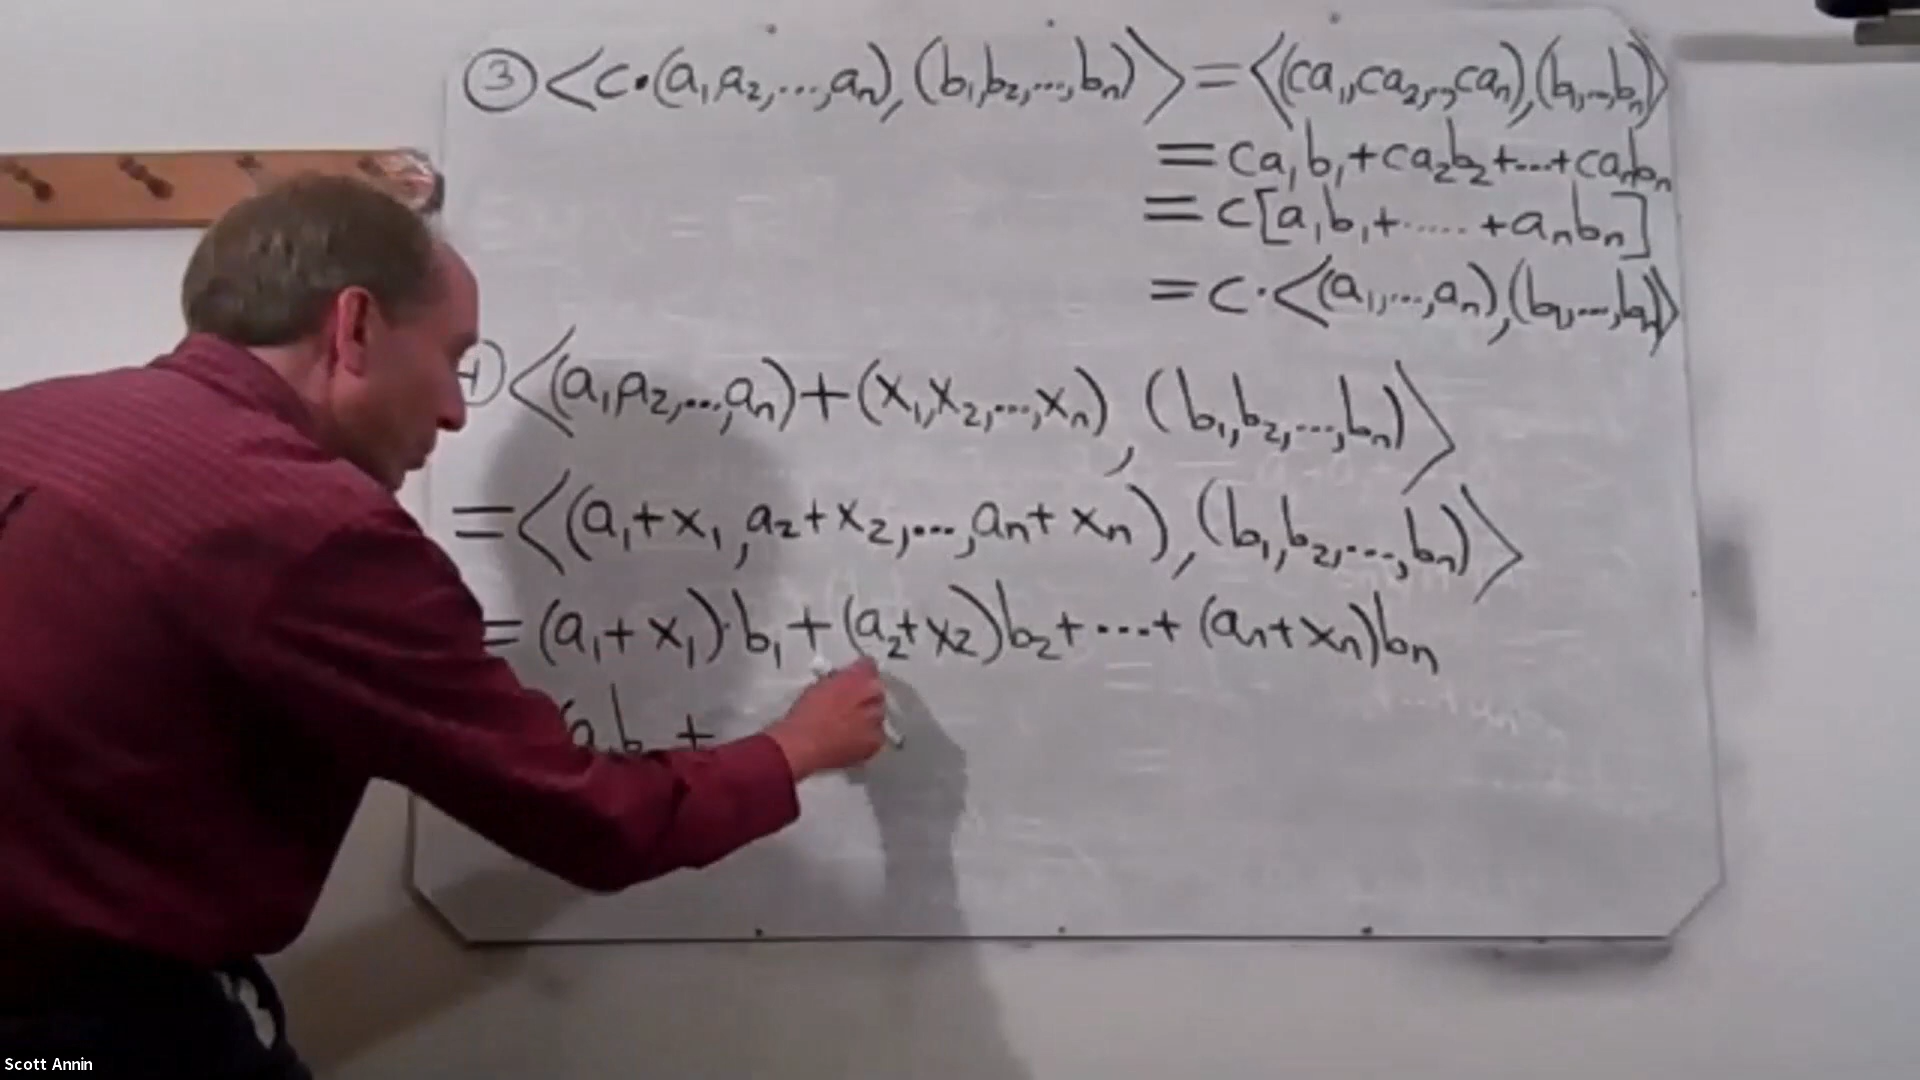 ③ <c·(a₁,a₂,...,aₙ), (b₁,b₂,...,bₙ)> = <(ca₁,ca₂,..,caₙ),(b₁,...,bₙ)>
= ca₁b₁+ca₂b₂+...+caₙbₙ
= c[a₁b₁+......+aₙbₙ]
= c·<(a₁,...,aₙ),(b₁,...,bₙ)>
④ <(a₁,a₂,...,aₙ)+(x₁,x₂,...,xₙ), (b₁,b₂,...,bₙ)>
= <(a₁+x₁,a₂+x₂,...,aₙ+xₙ),(b₁,b₂,...,bₙ)>
= (a₁+x₁)·b₁+(a₂+x₂)b₂+...+(aₙ+xₙ)bₙ
(a₁b₁ +
Scott Annin